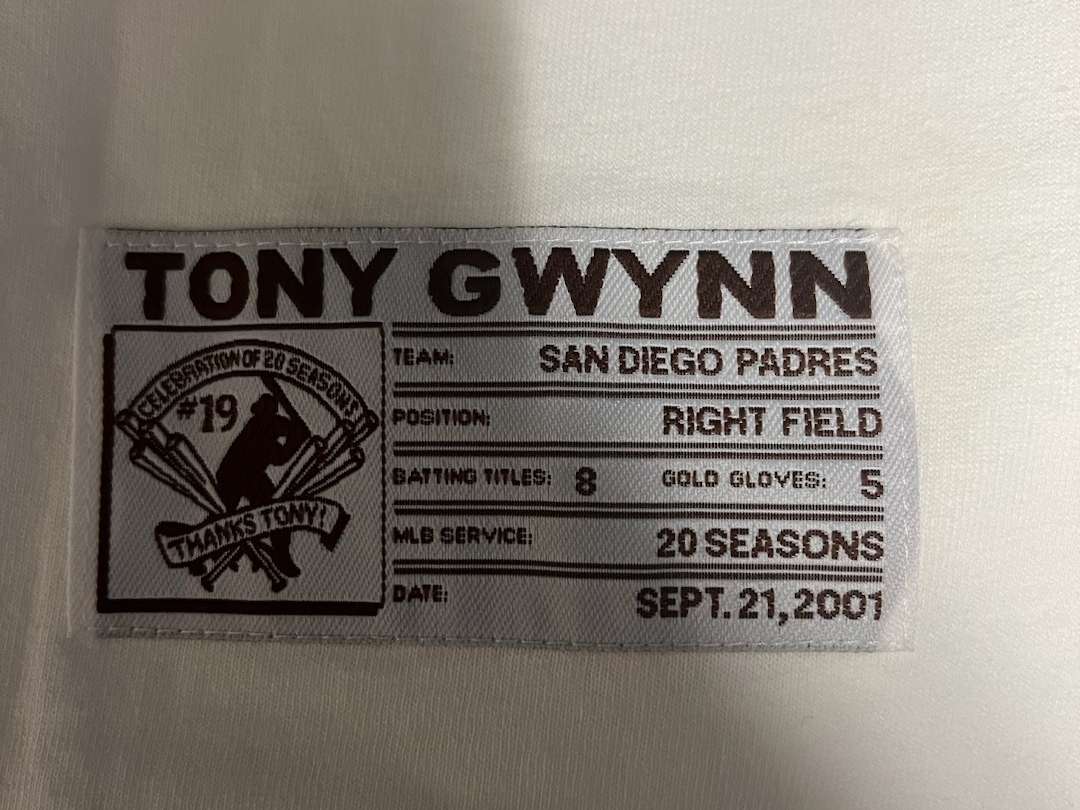 TONY GWYNN
CELEBRATION OF 20 SEASONS
#19
THANKS TONY!
TEAM: SAN DIEGO PADRES
POSITION: RIGHT FIELD
BATTING TITLES: 8 GOLD GLOVES: 5
MLB SERVICE: 20 SEASONS
DATE: SEPT. 21, 2001